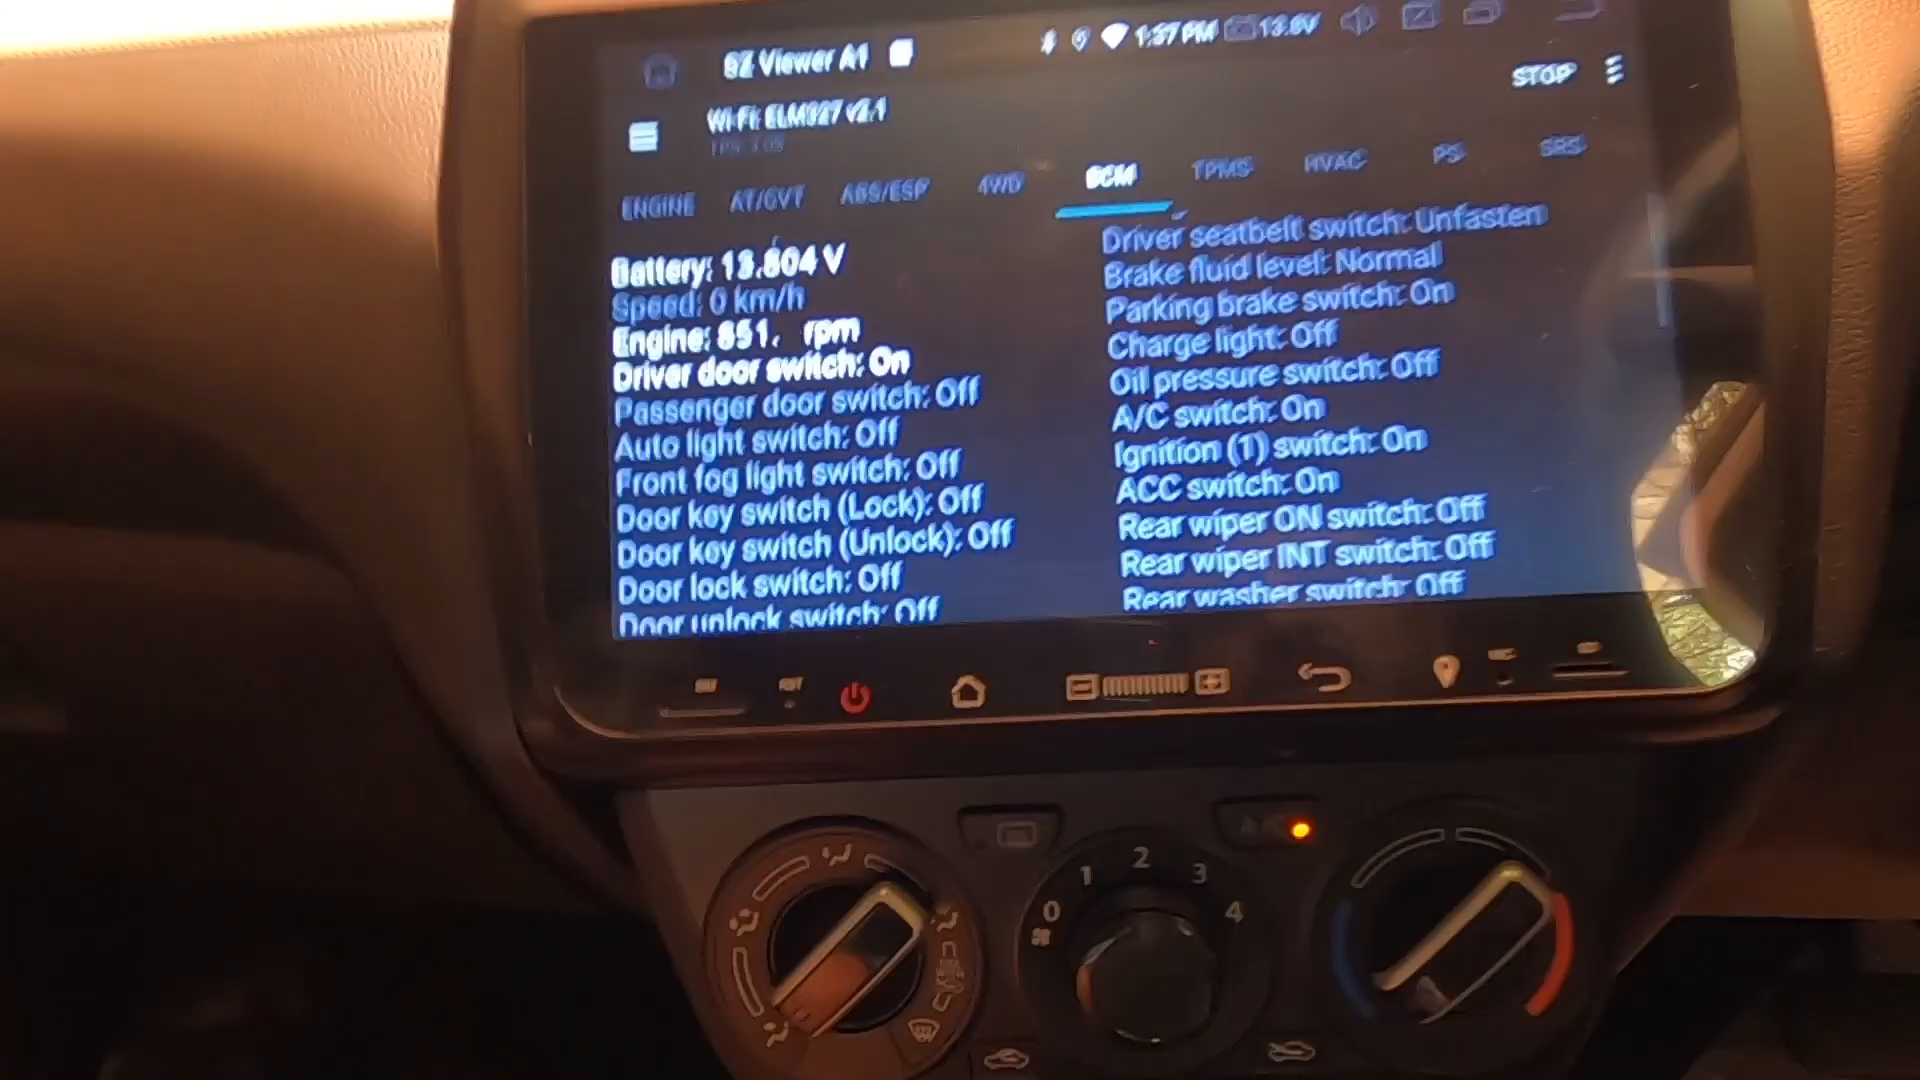 SZ Viewer A1
1:37 PM
STOP
Wi-Fi: ELM327 v2.1
ENGINE AT/CVT ABS/ESP 4WD BCM TPMS HVAC PS SRS
Battery: 13.804 V
Speed: 0 km/h
Engine: 851. rpm
Driver door switch: On
Passenger door switch: Off
Auto light switch: Off
Front fog light switch: Off
Door key switch (Lock): Off
Door key switch (Unlock): Off
Door lock switch: Off
Door unlock switch: Off
Driver seatbelt switch: Unfasten
Brake fluid level: Normal
Parking brake switch: On
Charge light: Off
Oil pressure switch: Off
A/C switch: On
Ignition (1) switch: On
ACC switch: On
Rear wiper ON switch: Off
Rear wiper INT switch: Off
Rear washer switch: Off
0 1 2 3 4